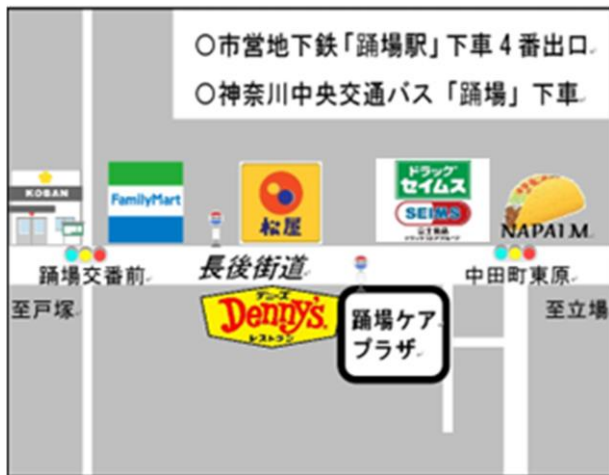 〇市営地下鉄「踊場駅」下車4番出口
〇神奈川中央交通バス「踊場」下車
KOBAN
FamilyMart
松屋
ドラッグ
セイムス
SEIMS
NAPALM
踊場交番前
長後街道
中田町東原
至戸塚
デニーズ
Denny's
レストラン
踊場ケア
プラザ
至立場